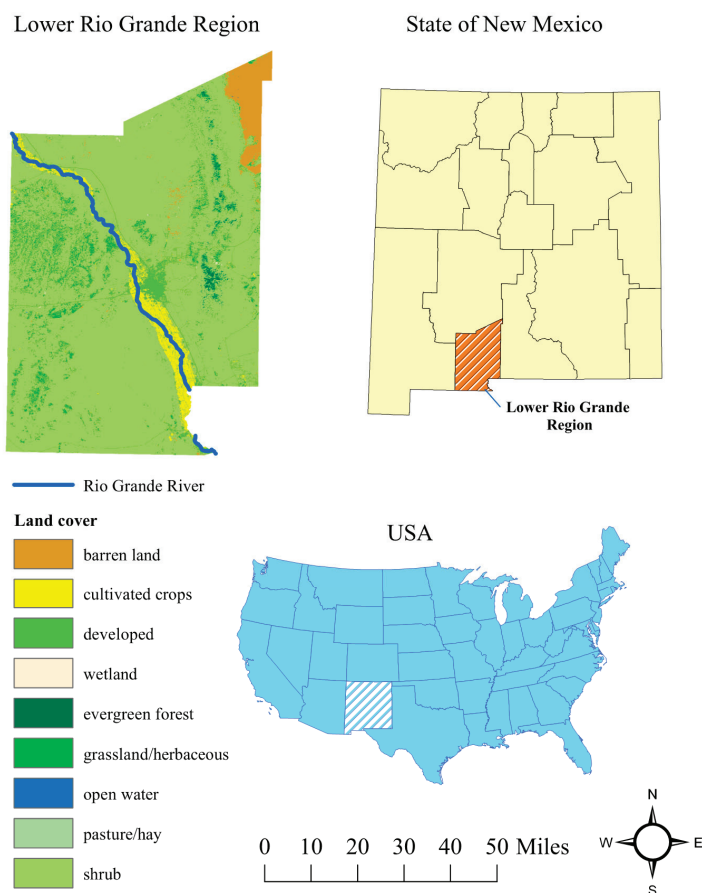 Lower Rio Grande Region
State of New Mexico
Lower Rio Grande
Region
Rio Grande River
Land cover
barren land
cultivated crops
developed
wetland
evergreen forest
grassland/herbaceous
open water
pasture/hay
shrub
USA
0 10 20 30 40 50 Miles
N
W E
S